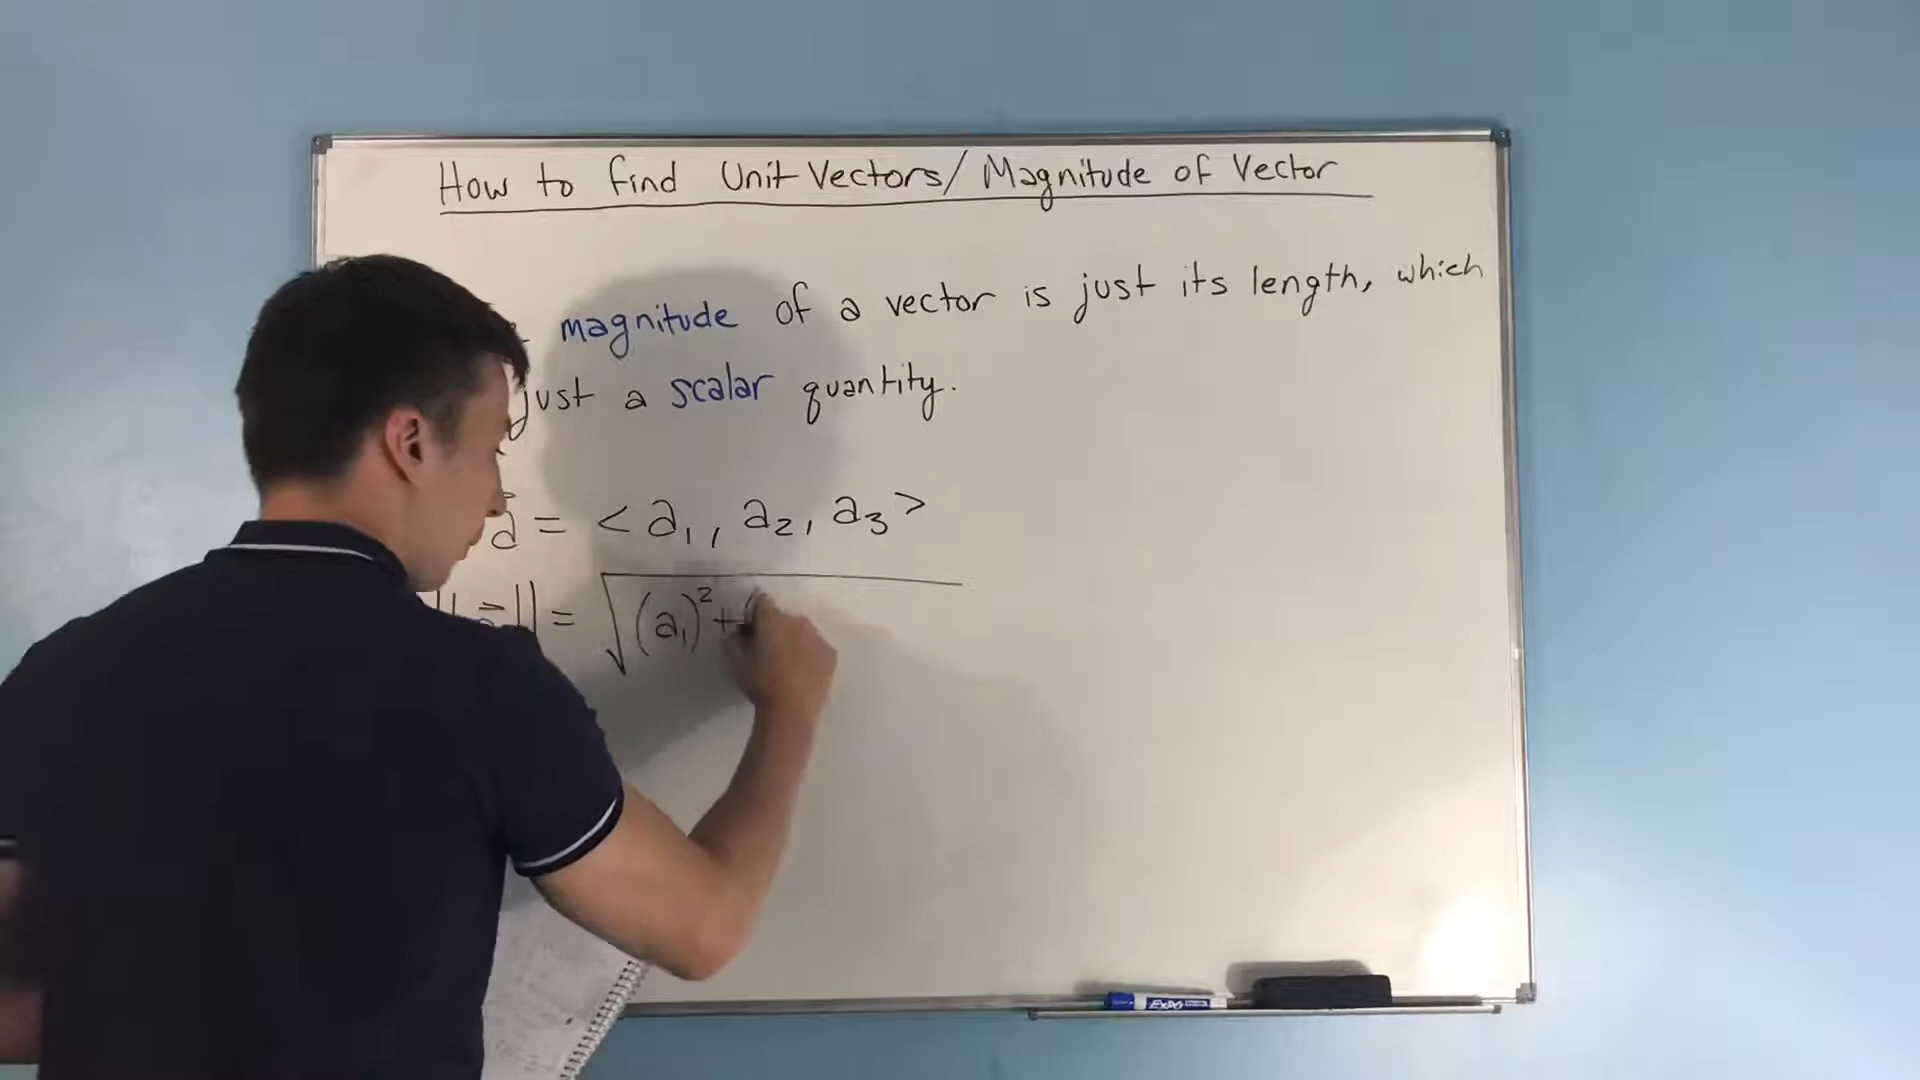 How to find Unit Vectors/Magnitude of Vector
magnitude of a vector is just its length, which
just a scalar quantity.
a⃗ = <a₁, a₂, a₃>
||a⃗|| = √(a₁)² + (
EXPO